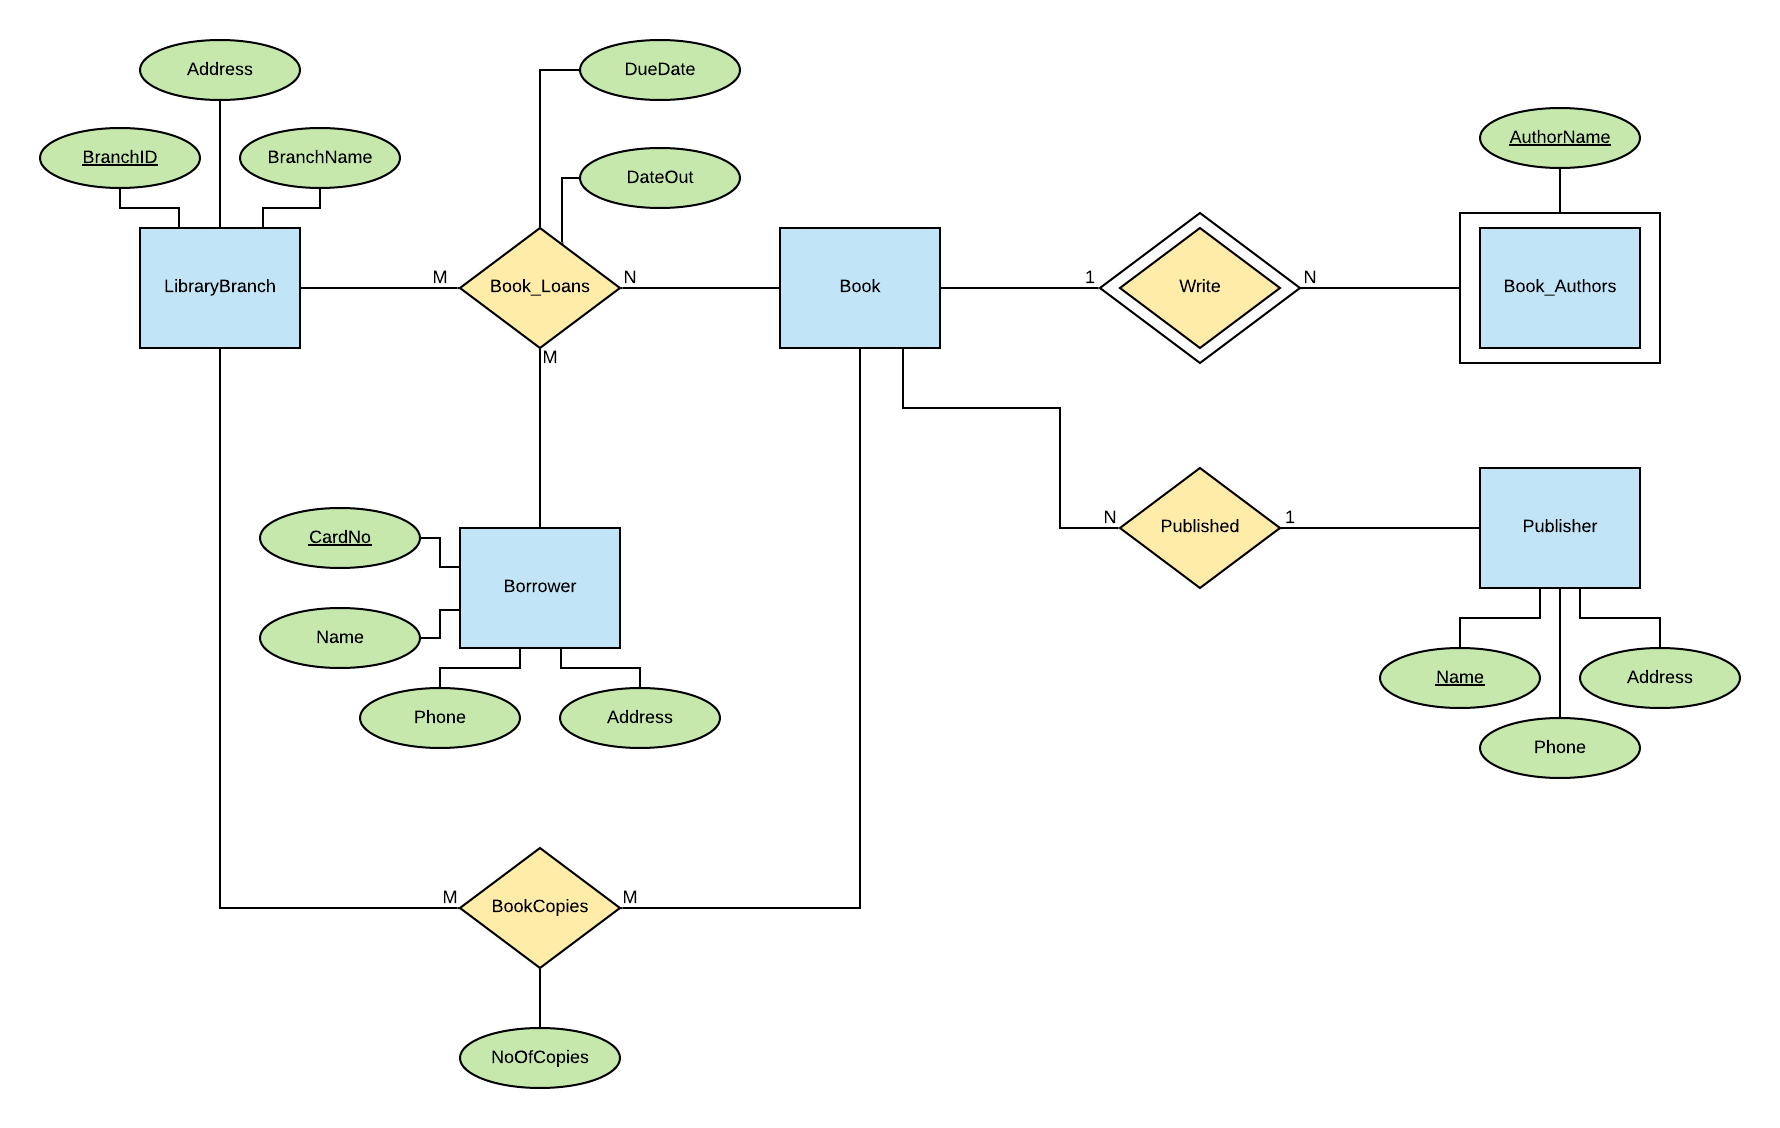 Address
DueDate
BranchID
BranchName
DateOut
AuthorName
LibraryBranch
M
Book_Loans
N
Book
1
Write
N
Book_Authors
M
CardNo
Name
Borrower
Phone
Address
N
Published
1
Publisher
Name
Address
Phone
M
BookCopies
M
NoOfCopies